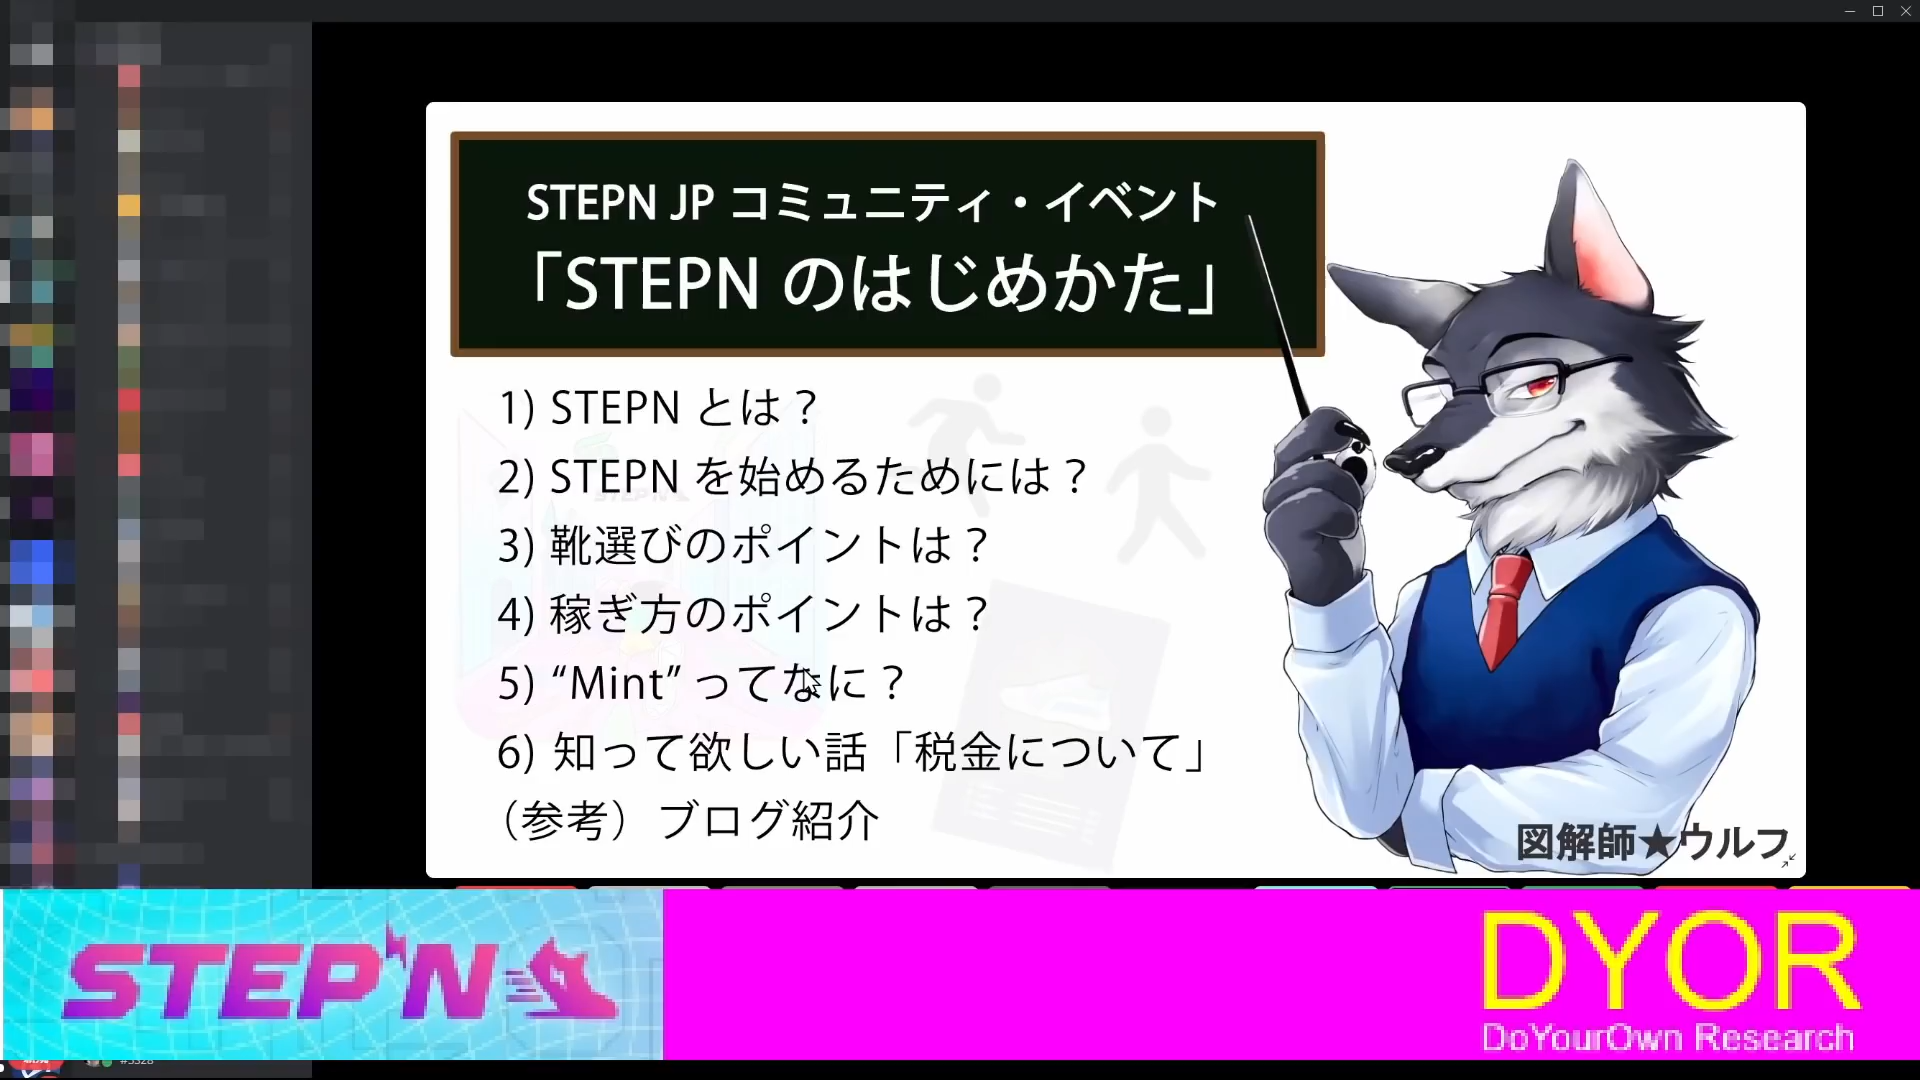 STEPN JP コミュニティ・イベント
「STEPN のはじめかた」
1) STEPN とは？
2) STEPN を始めるためには？
3) 靴選びのポイントは？
4) 稼ぎ方のポイントは？
5) “Mint” ってなに？
6) 知って欲しい話「税金について」
（参考）ブログ紹介
図解師★ウルフ
STEP'N
DYOR
DoYourOwn Research